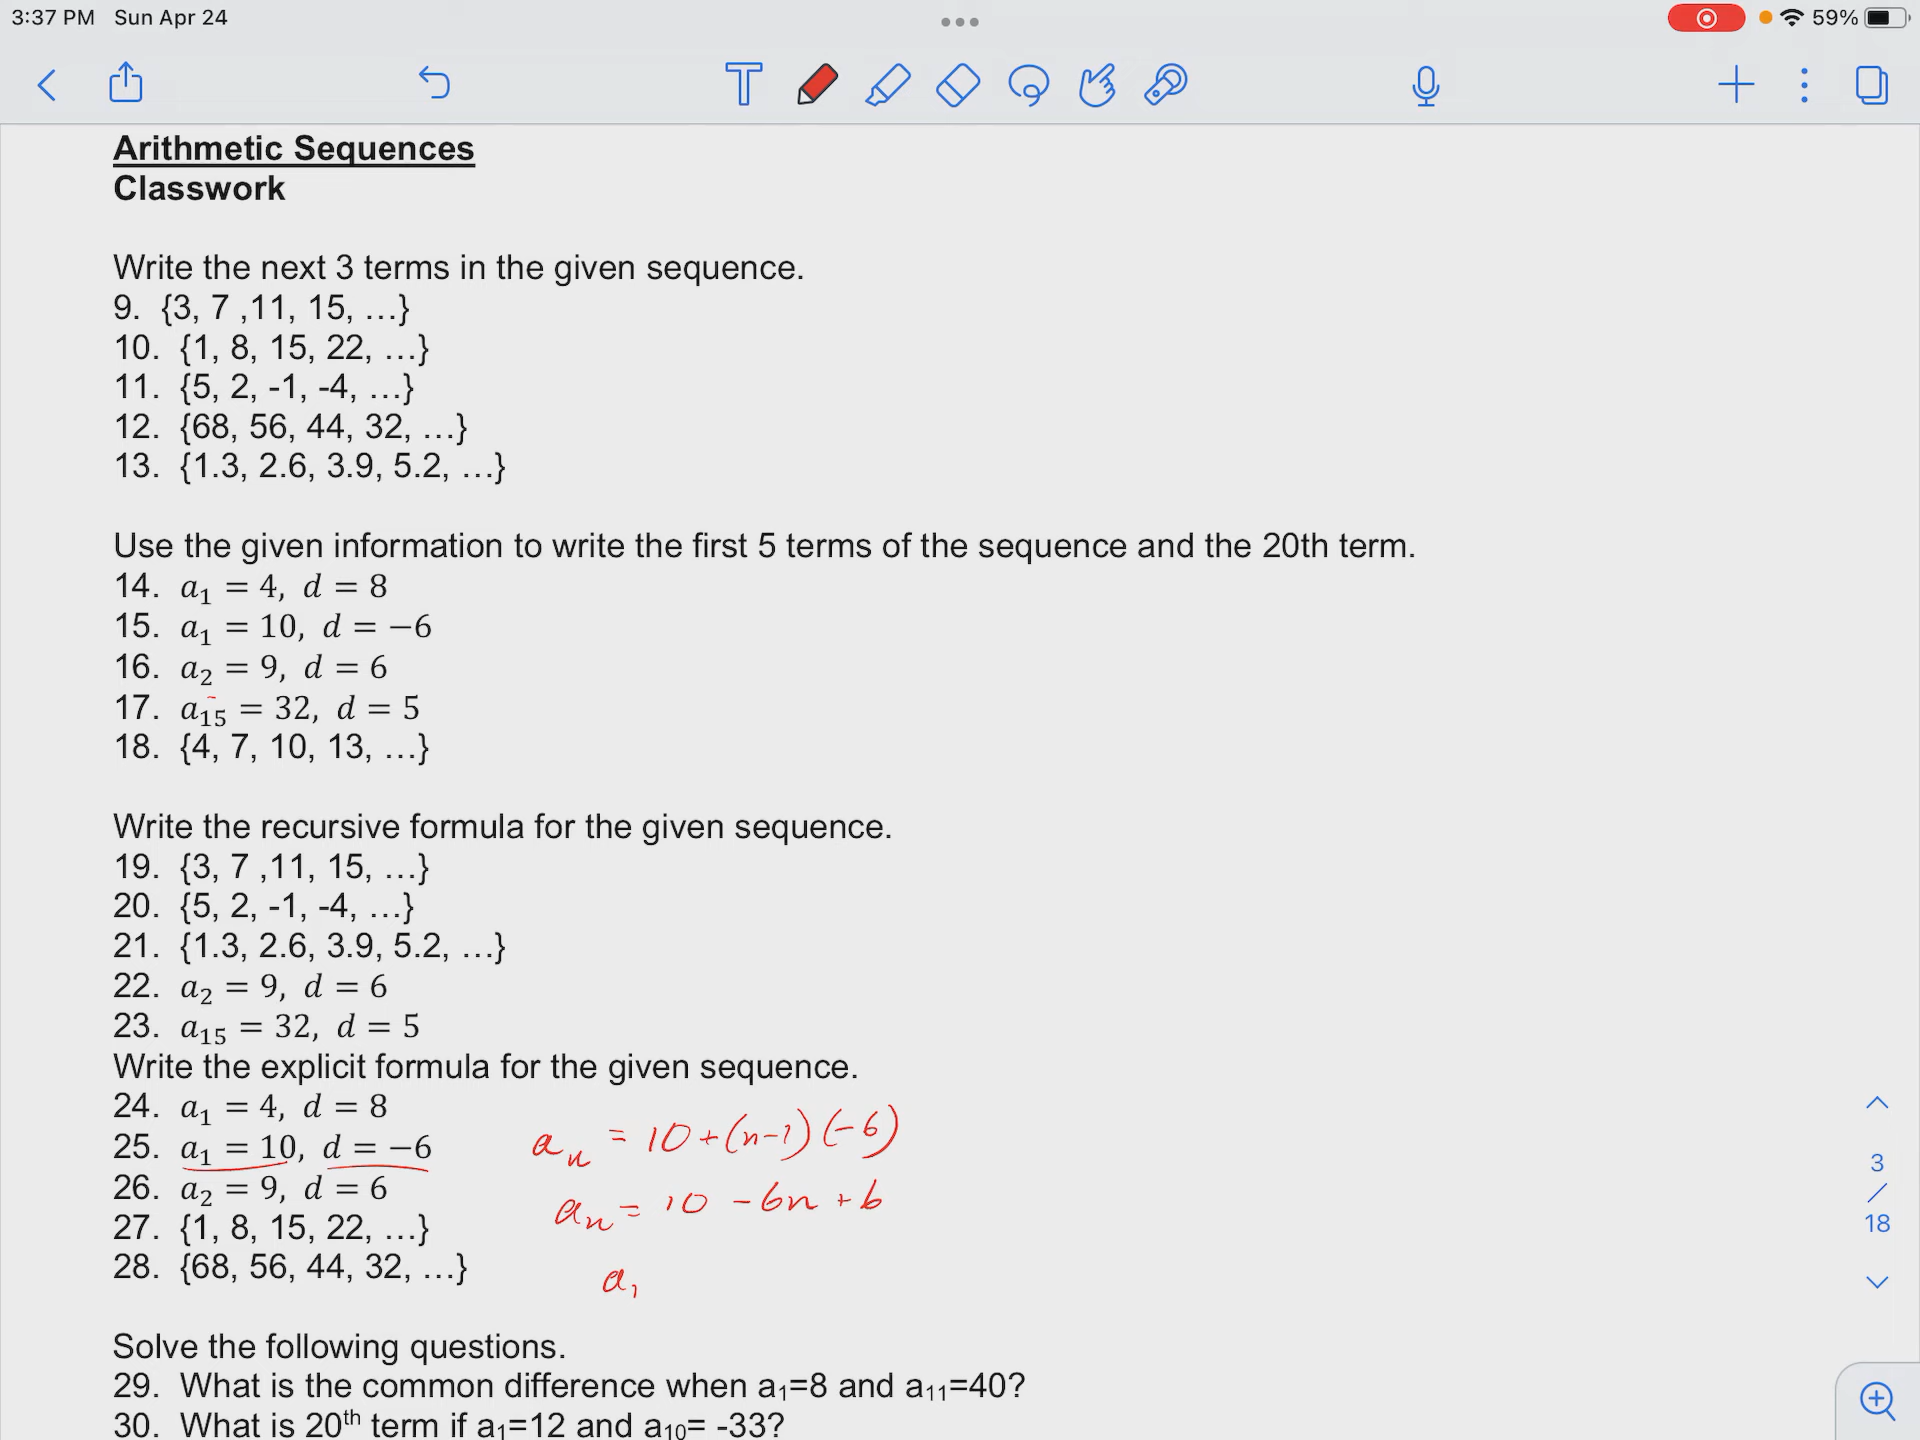 3:37 PM Sun Apr 24
59%
T
Arithmetic Sequences
Classwork
Write the next 3 terms in the given sequence.
9. {3, 7 ,11, 15, …}
10. {1, 8, 15, 22, …}
11. {5, 2, -1, -4, …}
12. {68, 56, 44, 32, …}
13. {1.3, 2.6, 3.9, 5.2, …}
Use the given information to write the first 5 terms of the sequence and the 20th term.
14. a₁ = 4, d = 8
15. a₁ = 10, d = −6
16. a₂ = 9, d = 6
17. a₁₅ = 32, d = 5
18. {4, 7, 10, 13, …}
Write the recursive formula for the given sequence.
19. {3, 7 ,11, 15, …}
20. {5, 2, -1, -4, …}
21. {1.3, 2.6, 3.9, 5.2, …}
22. a₂ = 9, d = 6
23. a₁₅ = 32, d = 5
Write the explicit formula for the given sequence.
24. a₁ = 4, d = 8
25. a₁ = 10, d = −6
aₙ = 10+(n-1)(-6)
26. a₂ = 9, d = 6
aₙ = 10 - 6n + 6
27. {1, 8, 15, 22, …}
28. {68, 56, 44, 32, …}
a₁
3
/
18
Solve the following questions.
29. What is the common difference when a₁=8 and a₁₁=40?
30. What is 20th term if a₁=12 and a₁₀= -33?